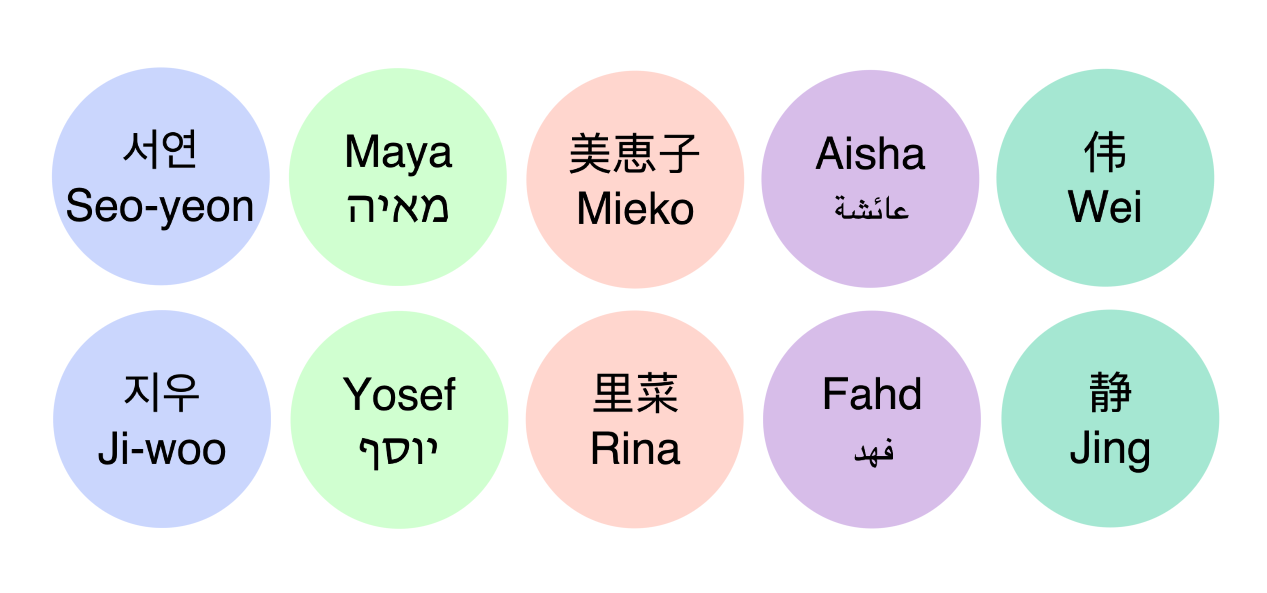 서연
Seo-yeon
Maya
מאיה
美恵子
Mieko
Aisha
عائشة
伟
Wei
지우
Ji-woo
Yosef
יוסף
里菜
Rina
Fahd
فهد
静
Jing